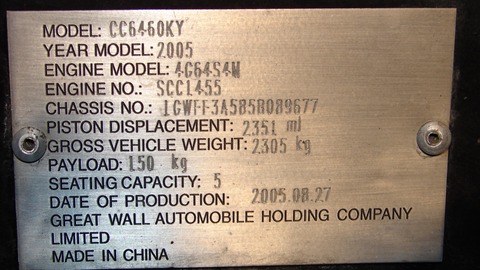 MODEL: CC6460KY
YEAR MODEL: 2005
ENGINE MODEL: 4G64S4M
ENGINE NO.: SCC1455
CHASSIS NO.: LGWFF3A585B089677
PISTON DISPLACEMENT: 2351 ml
GROSS VEHICLE WEIGHT: 2305 kg
PAYLOAD: 150 kg
SEATING CAPACITY: 5
DATE OF PRODUCTION: 2005.08.27
GREAT WALL AUTOMOBILE HOLDING COMPANY
LIMITED
MADE IN CHINA